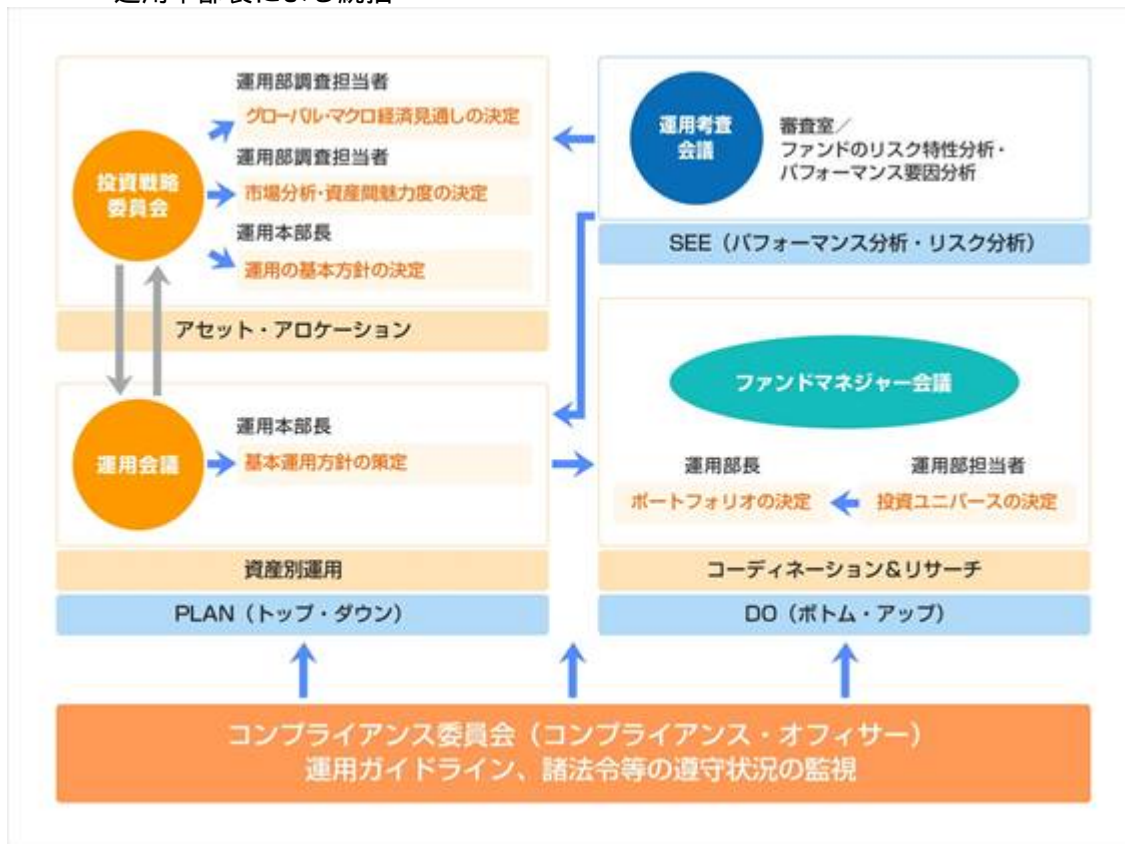 運用本部長による統括
運用部調査担当者
グローバル・マクロ経済見通しの決定
運用部調査担当者
市場分析・資産間魅力度の決定
運用本部長
運用の基本方針の決定
投資戦略
委員会
アセット・アロケーション
運用会議
運用本部長
基本運用方針の策定
資産別運用
PLAN（トップ・ダウン）
運用考査
会議
審査室／
ファンドのリスク特性分析・
パフォーマンス要因分析
SEE（パフォーマンス分析・リスク分析）
ファンドマネジャー会議
運用部長
ポートフォリオの決定
運用部担当者
投資ユニバースの決定
コーディネーション＆リサーチ
DO（ボトム・アップ）
コンプライアンス委員会（コンプライアンス・オフィサー）
運用ガイドライン、諸法令等の遵守状況の監視